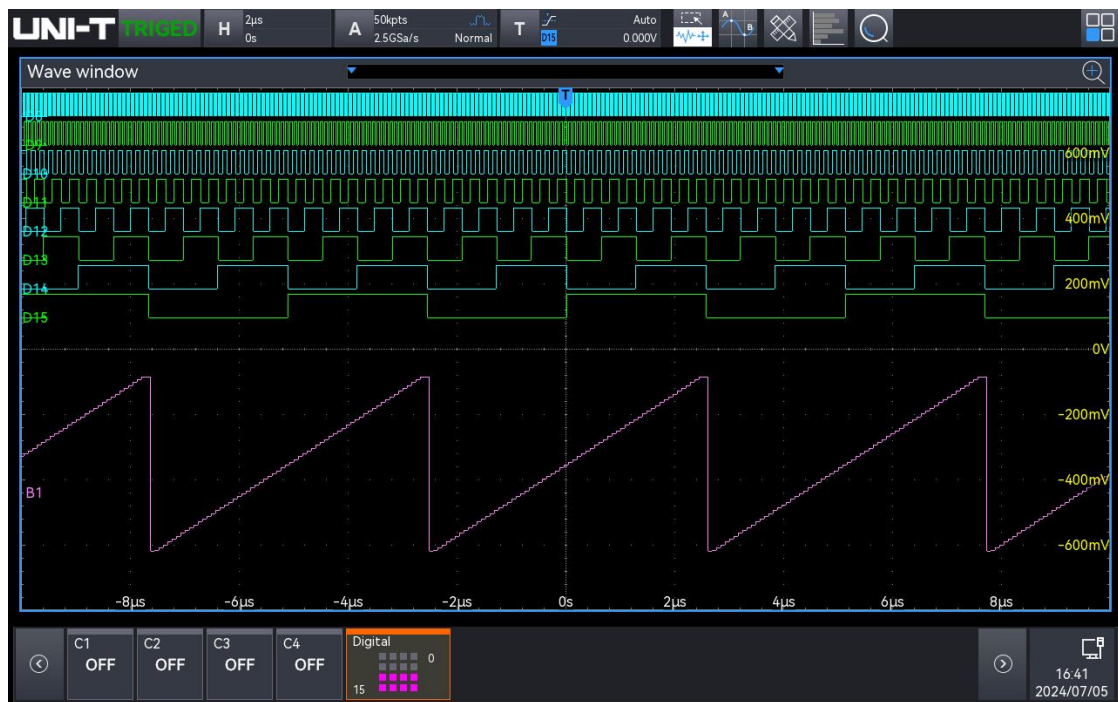 UNI-T TRIGED H 2µs A 50kpts T Auto
0s 2.5GSa/s Normal D15 0.000V A B
Wave window
T
D8
D9
600mV
D10
D11
400mV
D12
D13
200mV
D14
D15
0V
-200mV
-400mV
B1
-600mV
-8µs -6µs -4µs -2µs 0s 2µs 4µs 6µs 8µs
C1 C2 C3 C4 Digital
OFF OFF OFF OFF 0
15
16:41
2024/07/05